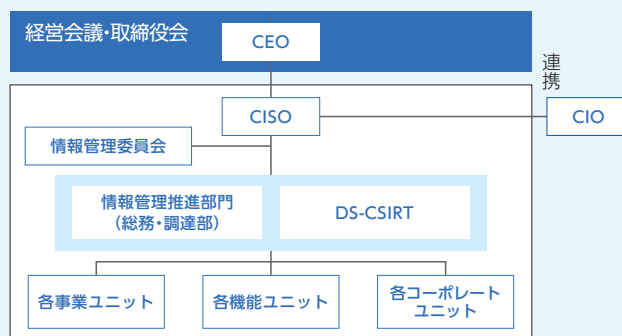 経営会議・取締役会
CEO
連携
CISO
CIO
情報管理委員会
情報管理推進部門
（総務・調達部）
DS-CSIRT
各事業ユニット
各機能ユニット
各コーポレート
ユニット